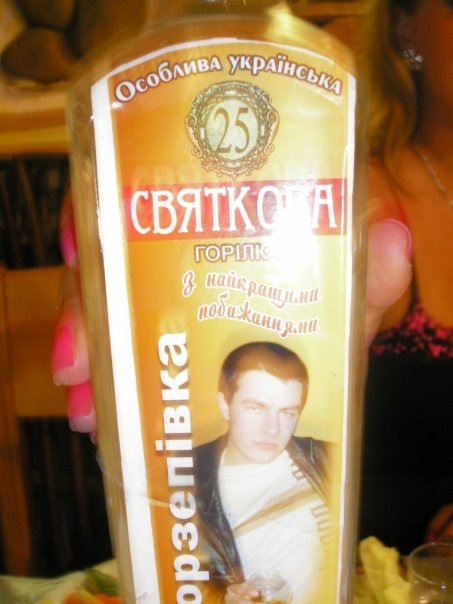 Особлива українська
25
СВЯТКОВА
ГОРІЛКА
З найкращими
побажаннями